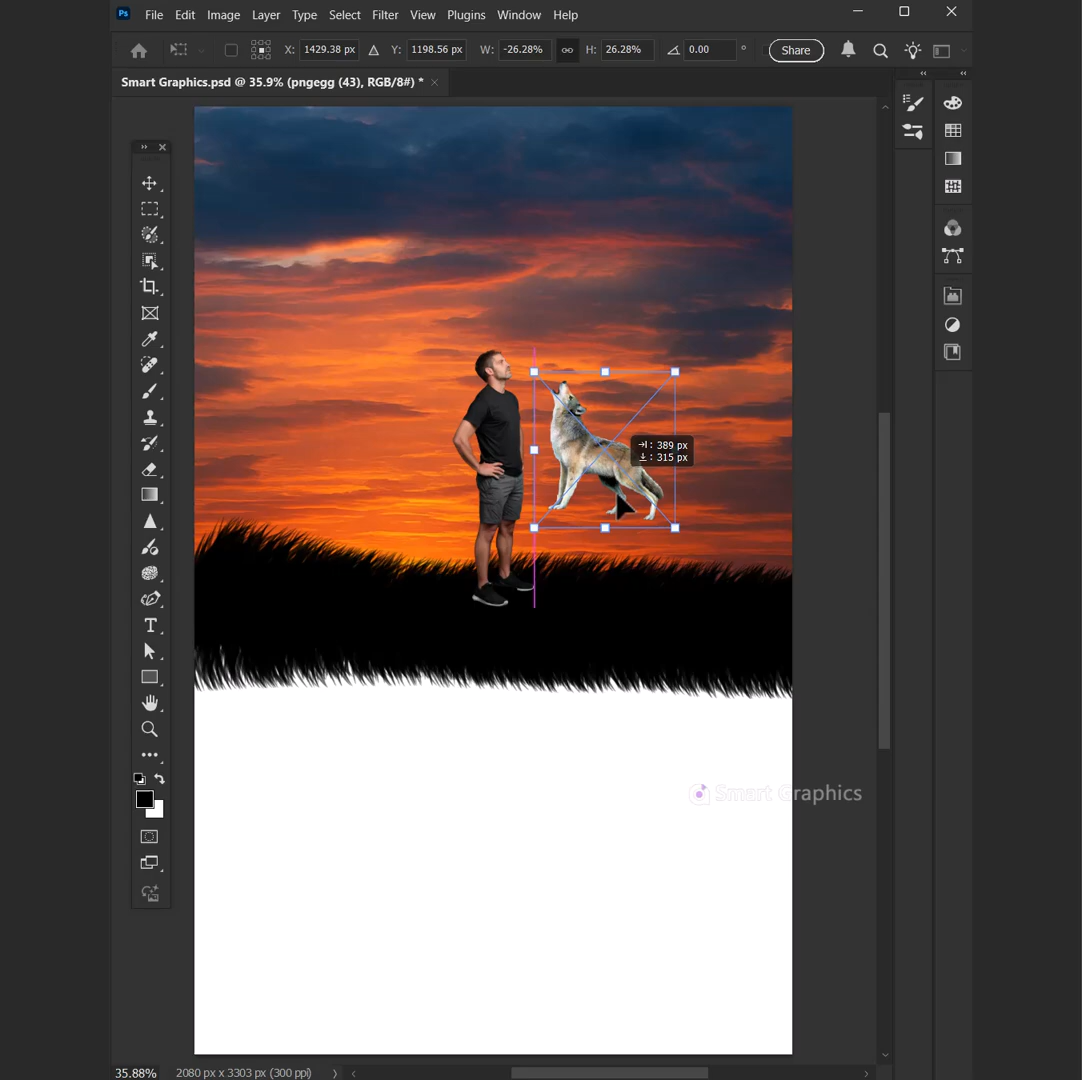 Ps File Edit Image Layer Type Select Filter View Plugins Window Help
X: 1429.38 px Y: 1198.56 px W: -26.28% H: 26.28% 0.00 ° Share
Smart Graphics.psd @ 35.9% (pngegg (43), RGB/8#) *
: 389 px
: 315 px
T
Smart Graphics
35.88% 2080 px x 3303 px (300 ppi)